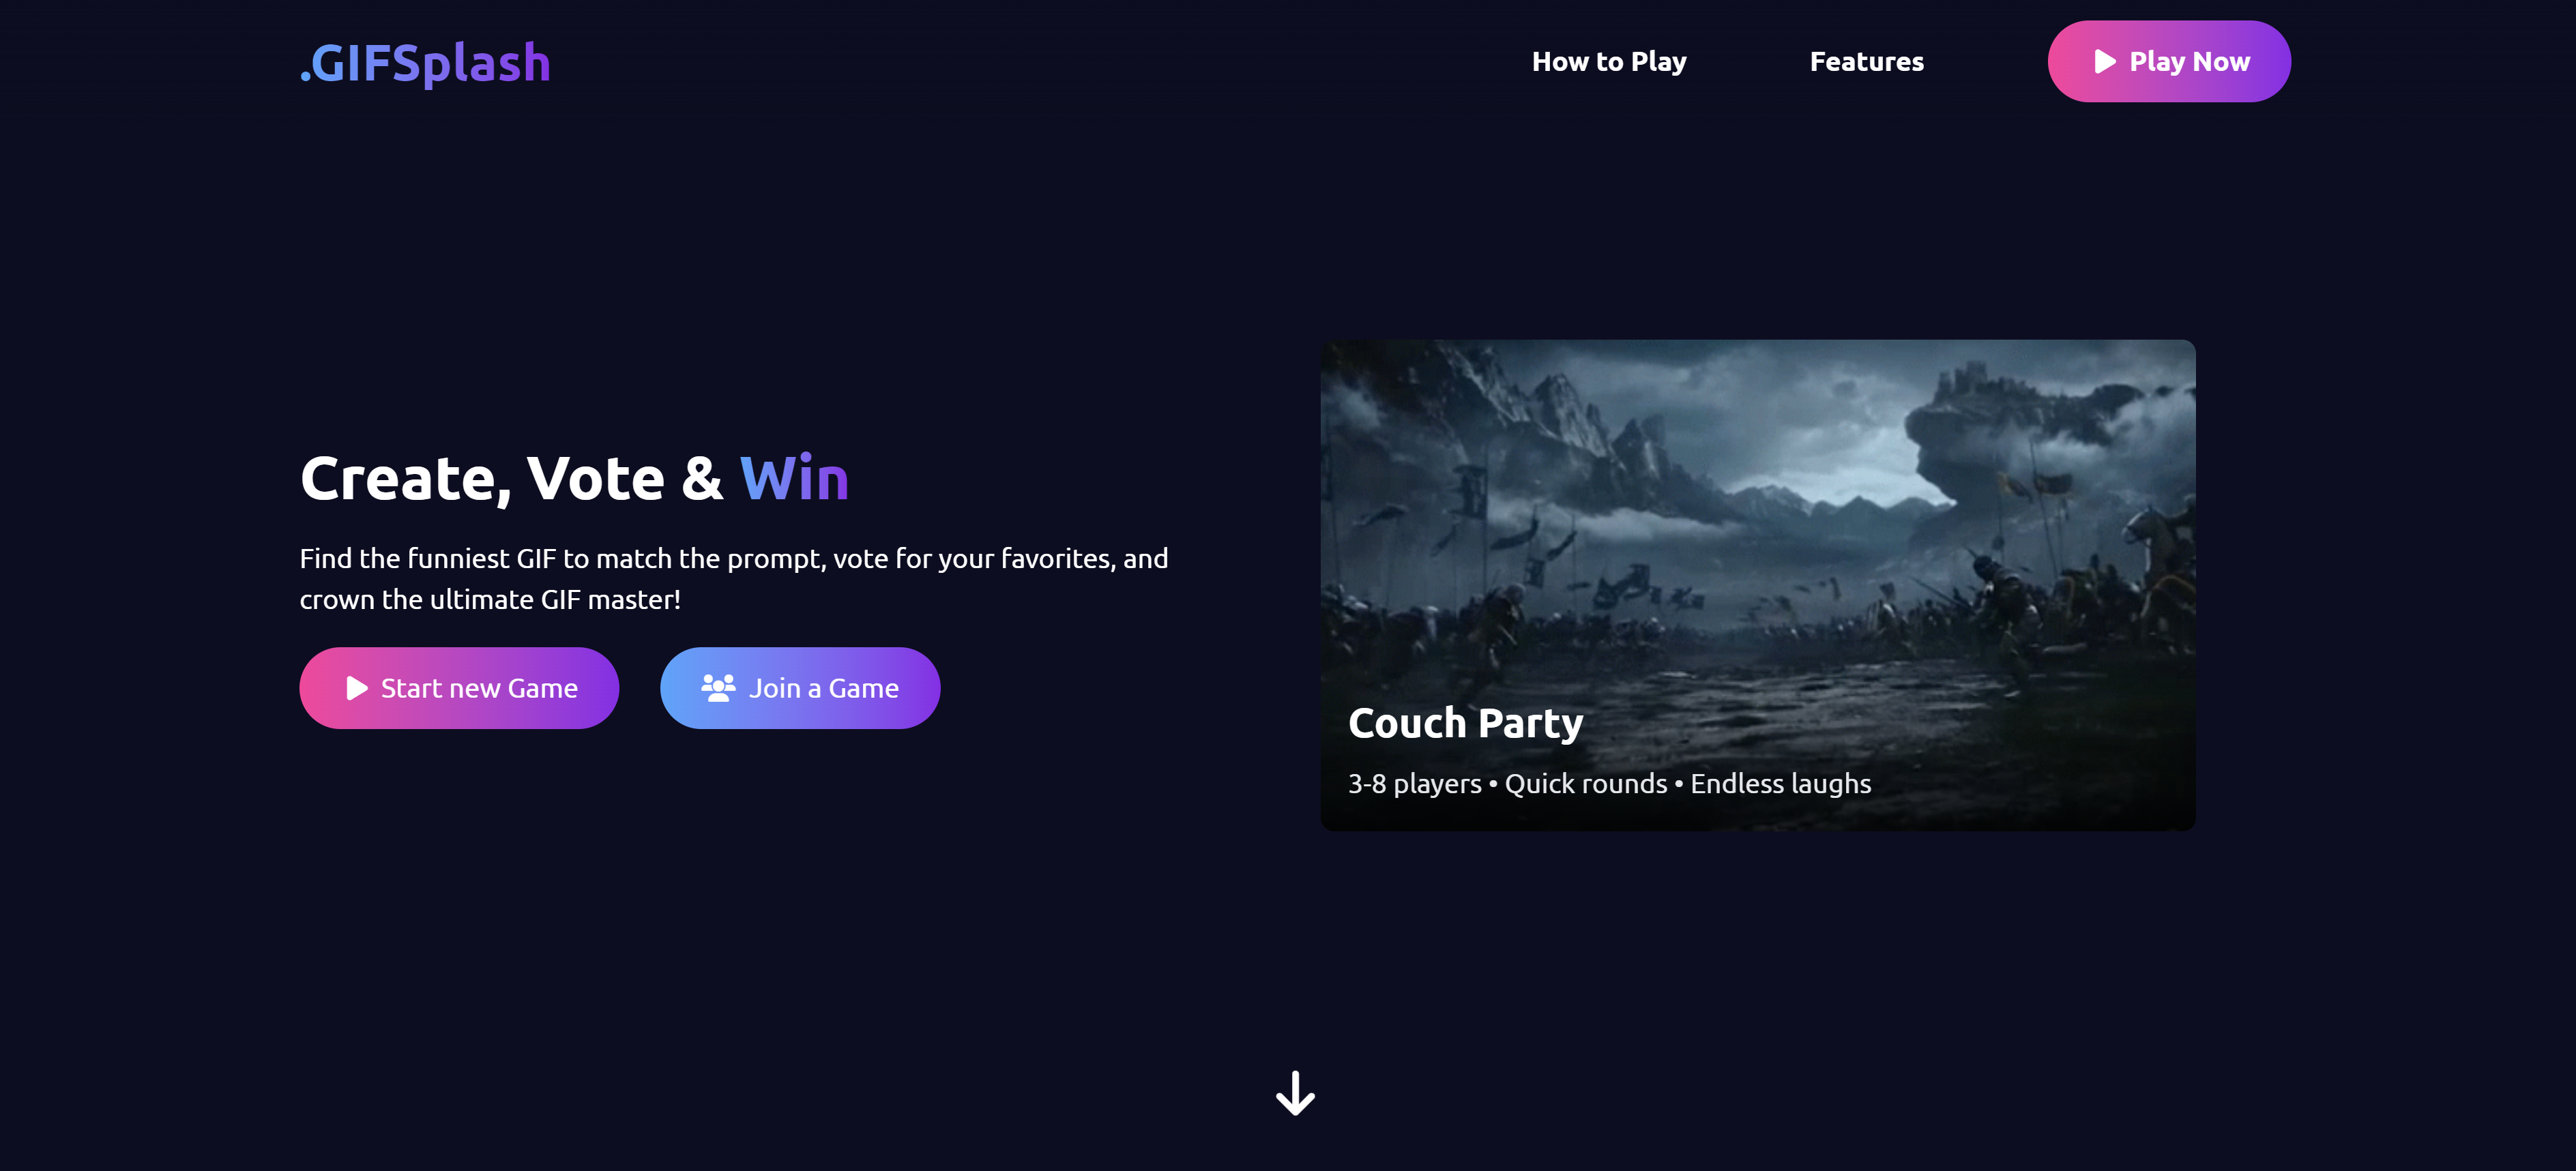 .GIFSplash
How to Play
Features
Play Now
Create, Vote & Win
Find the funniest GIF to match the prompt, vote for your favorites, and
crown the ultimate GIF master!
Start new Game
Join a Game
Couch Party
3-8 players • Quick rounds • Endless laughs